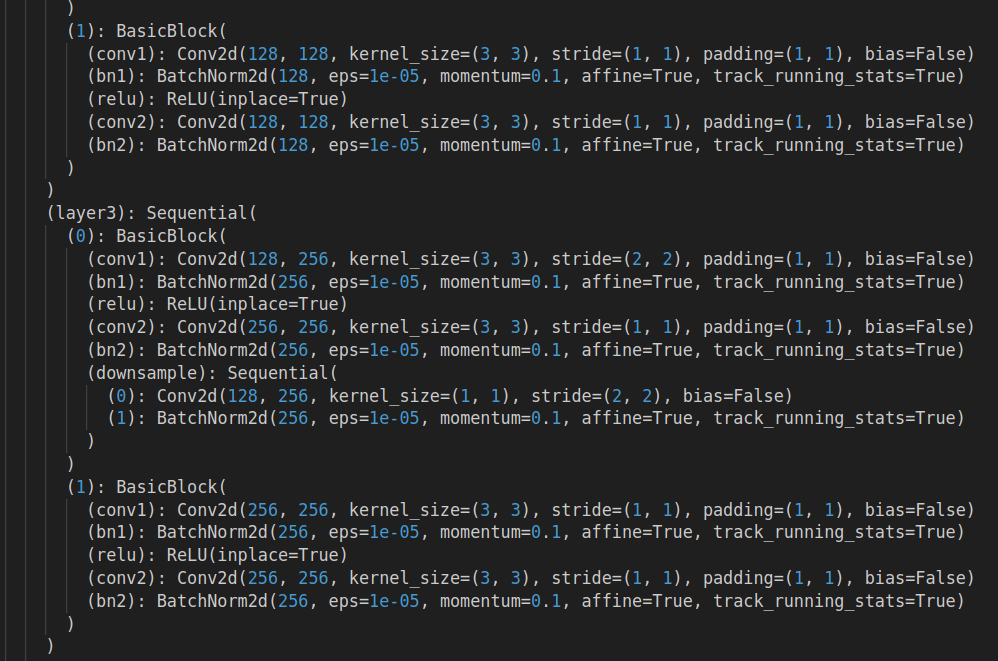 )
(1): BasicBlock(
(conv1): Conv2d(128, 128, kernel_size=(3, 3), stride=(1, 1), padding=(1, 1), bias=False)
(bn1): BatchNorm2d(128, eps=1e-05, momentum=0.1, affine=True, track_running_stats=True)
(relu): ReLU(inplace=True)
(conv2): Conv2d(128, 128, kernel_size=(3, 3), stride=(1, 1), padding=(1, 1), bias=False)
(bn2): BatchNorm2d(128, eps=1e-05, momentum=0.1, affine=True, track_running_stats=True)
)
)
(layer3): Sequential(
(0): BasicBlock(
(conv1): Conv2d(128, 256, kernel_size=(3, 3), stride=(2, 2), padding=(1, 1), bias=False)
(bn1): BatchNorm2d(256, eps=1e-05, momentum=0.1, affine=True, track_running_stats=True)
(relu): ReLU(inplace=True)
(conv2): Conv2d(256, 256, kernel_size=(3, 3), stride=(1, 1), padding=(1, 1), bias=False)
(bn2): BatchNorm2d(256, eps=1e-05, momentum=0.1, affine=True, track_running_stats=True)
(downsample): Sequential(
(0): Conv2d(128, 256, kernel_size=(1, 1), stride=(2, 2), bias=False)
(1): BatchNorm2d(256, eps=1e-05, momentum=0.1, affine=True, track_running_stats=True)
)
)
(1): BasicBlock(
(conv1): Conv2d(256, 256, kernel_size=(3, 3), stride=(1, 1), padding=(1, 1), bias=False)
(bn1): BatchNorm2d(256, eps=1e-05, momentum=0.1, affine=True, track_running_stats=True)
(relu): ReLU(inplace=True)
(conv2): Conv2d(256, 256, kernel_size=(3, 3), stride=(1, 1), padding=(1, 1), bias=False)
(bn2): BatchNorm2d(256, eps=1e-05, momentum=0.1, affine=True, track_running_stats=True)
)
)